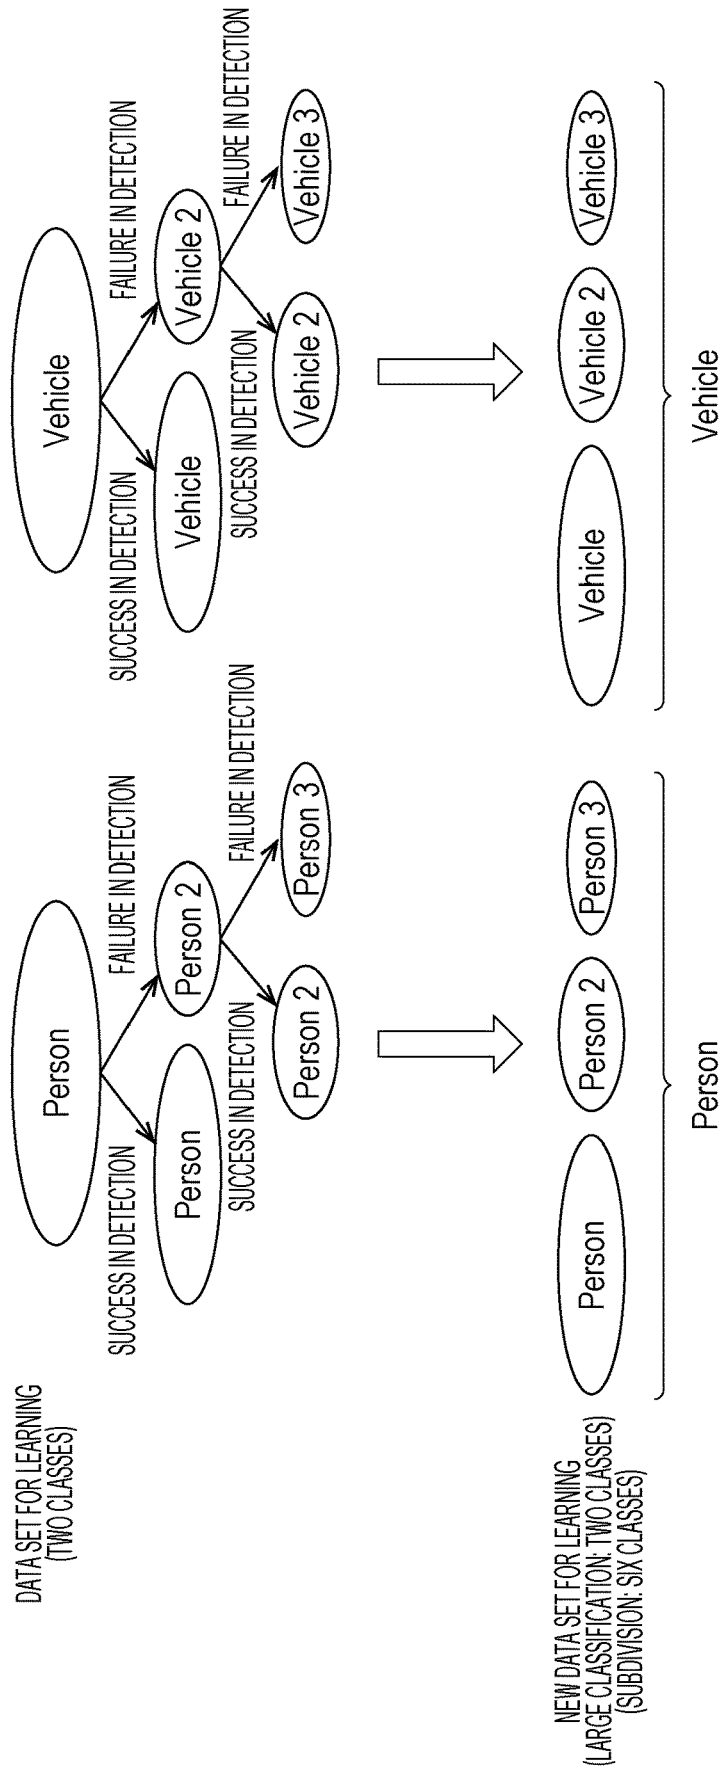 DATA SET FOR LEARNING
(TWO CLASSES)
Person
Vehicle
SUCCESS IN DETECTION
FAILURE IN DETECTION
SUCCESS IN DETECTION
FAILURE IN DETECTION
Person
Person 2
Vehicle
Vehicle 2
SUCCESS IN DETECTION
FAILURE IN DETECTION
SUCCESS IN DETECTION
FAILURE IN DETECTION
Person 2
Person 3
Vehicle 2
Vehicle 3
NEW DATA SET FOR LEARNING
(LARGE CLASSIFICATION: TWO CLASSES)
(SUBDIVISION: SIX CLASSES)
Person
Person 2
Person 3
Vehicle
Vehicle 2
Vehicle 3
Person
Vehicle